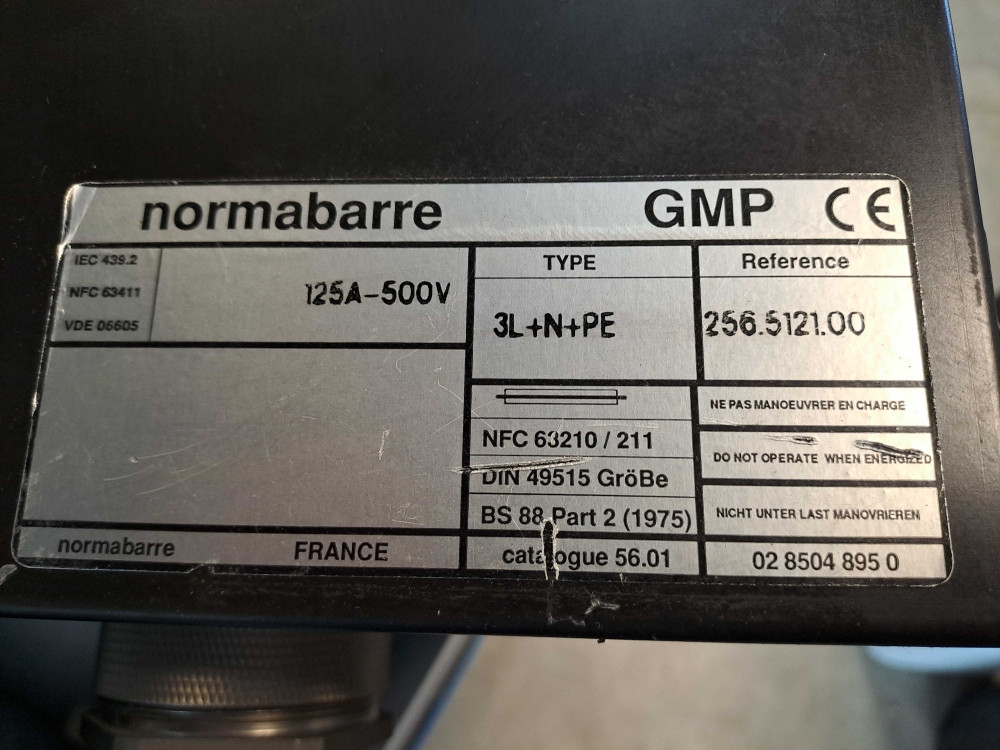 normabarre GMP CE
IEC 439.2
NFC 63411
VDE 06605
125A-500V
TYPE
3L+N+PE
Reference
256.5121.00
NFC 63210 / 211
DIN 49515 GröBe
BS 88 Part 2 (1975)
NE PAS MANOEUVRER EN CHARGE
DO NOT OPERATE WHEN ENERGIZED
NICHT UNTER LAST MANOVRIEREN
normabarre FRANCE
catalogue 56.01
02 8504 895 0